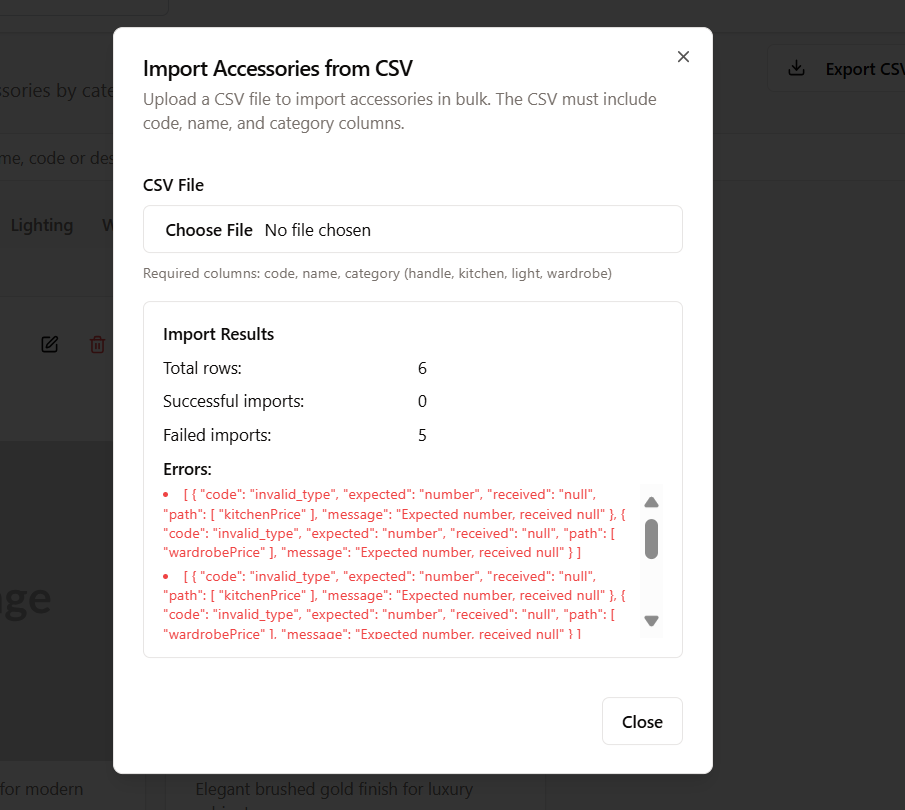 Import Accessories from CSV
Upload a CSV file to import accessories in bulk. The CSV must include
code, name, and category columns.
Export CSV
by
code or
Lighting
CSV File
Choose File No file chosen
Required columns: code, name, category (handle, kitchen, light, wardrobe)
Import Results
Total rows: 6
Successful imports: 0
Failed imports: 5
Errors:
• [ { "code": "invalid_type", "expected": "number", "received": "null",
"path": [ "kitchenPrice" ], "message": "Expected number, received null" }, {
"code": "invalid_type", "expected": "number", "received": "null", "path": [
"wardrobePrice" ], "message": "Expected number, received null" } ]
• [ { "code": "invalid_type", "expected": "number", "received": "null",
"path": [ "kitchenPrice" ], "message": "Expected number, received null" }, {
"code": "invalid_type", "expected": "number", "received": "null", "path": [
"wardrobePrice" ], "message": "Expected number, received null" } ]
Close
for modern
Elegant brushed gold finish for luxury